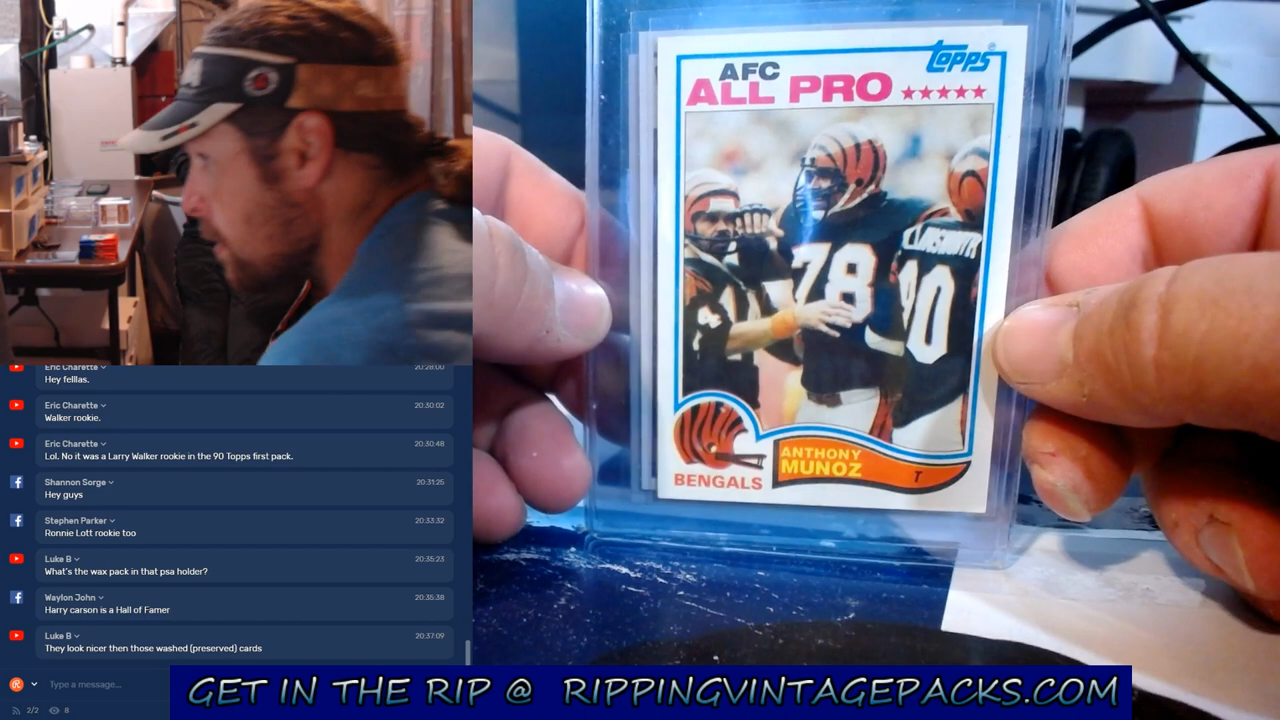 Eric Charette
20:28:00
Hey felllas.
Eric Charette
20:30:02
Walker rookie.
Eric Charette
20:30:48
Lol. No it was a Larry Walker rookie in the 90 Topps first pack.
Shannon Sorge
20:31:25
Hey guys
Stephen Parker
20:33:32
Ronnie Lott rookie too
Luke B
20:35:23
What's the wax pack in that psa holder?
Waylon John
20:35:38
Harry carson is a Hall of Famer
Luke B
20:37:09
They look nicer then those washed (preserved) cards
Type a message...
2/2 8
topps
AFC
ALL PRO
78
90
BENGALS
ANTHONY
MUNOZ
T
GET IN THE RIP @ RIPPINGVINTAGEPACKS.COM